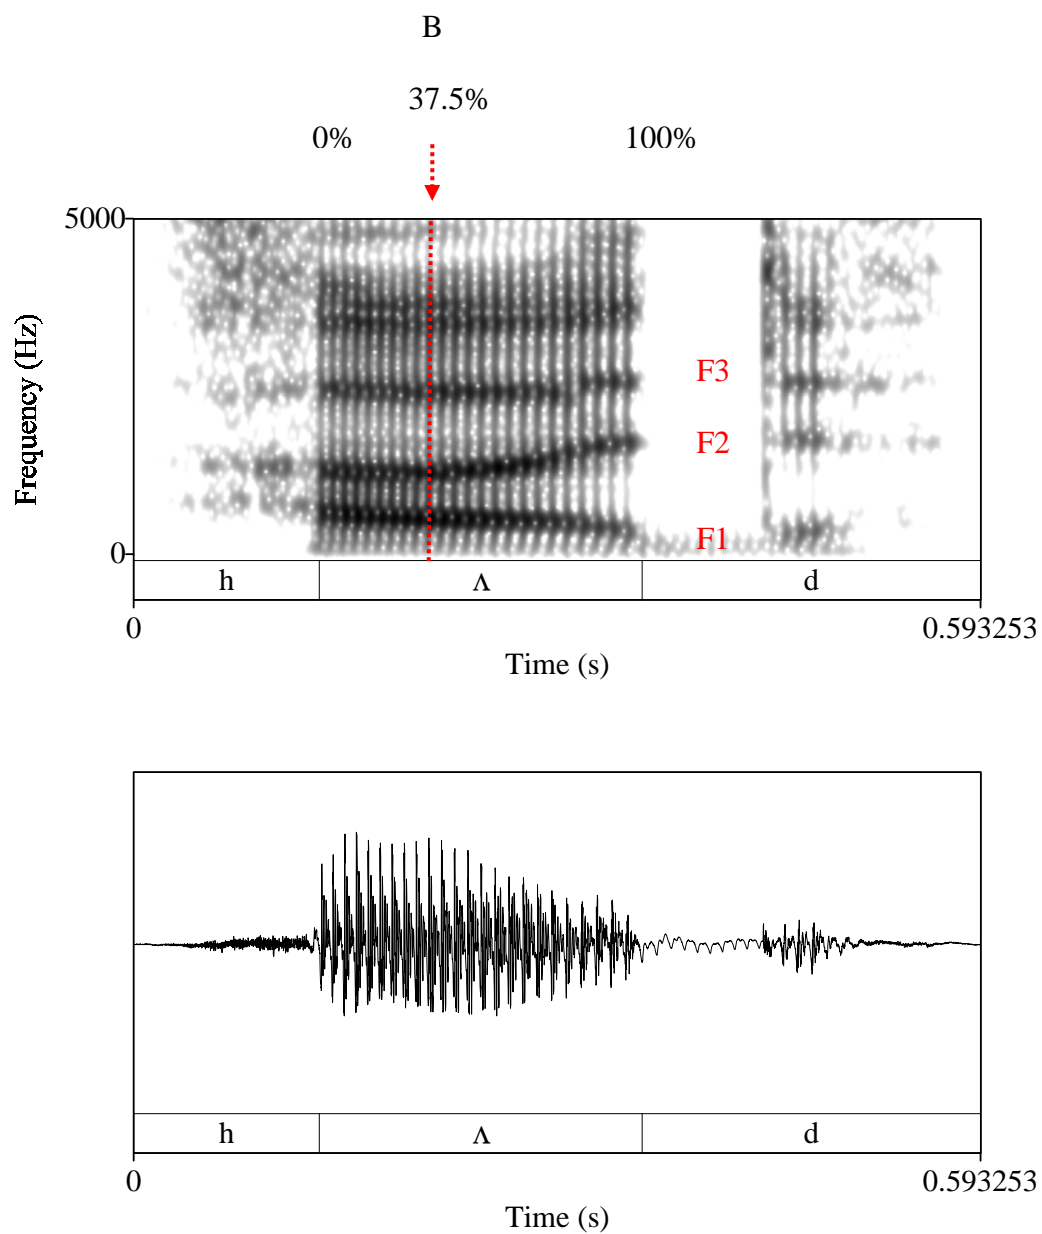 B
37.5%
0% 100%
5000
Frequency (Hz)
F3
F2
F1
0
h Λ d
0 0.593253
Time (s)
h Λ d
0 0.593253
Time (s)